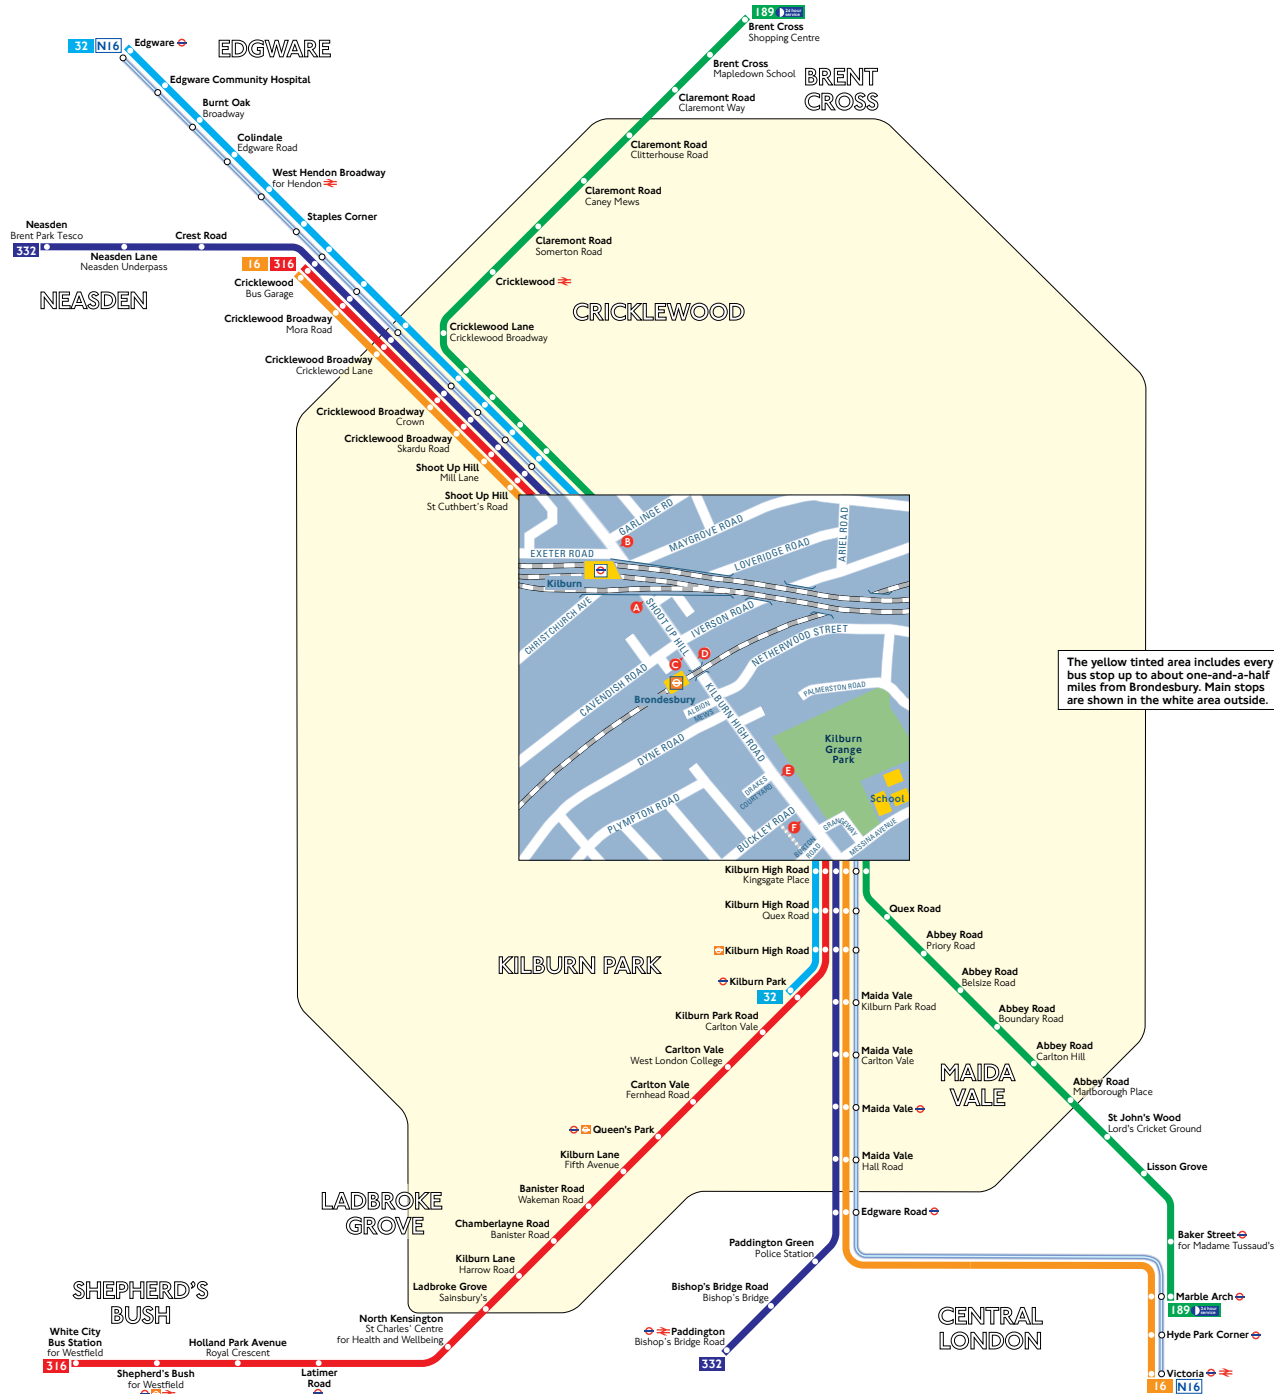 189
24 hour
service
Brent Cross
Shopping Centre
32
N16
Edgware
EDGWARE
Brent Cross
Mapledown School
BRENT
CROSS
Edgware Community Hospital
Claremont Road
Claremont Way
Burnt Oak
Broadway
Colindale
Edgware Road
Claremont Road
Clitterhouse Road
West Hendon Broadway
for Hendon
Claremont Road
Caney Mews
Staples Corner
Neasden
Brent Park Tesco
332
Crest Road
Neasden Lane
Neasden Underpass
Claremont Road
Somerton Road
16
316
Cricklewood
Bus Garage
Cricklewood
NEASDEN
CRICKLEWOOD
Cricklewood Broadway
Mora Road
Cricklewood Lane
Cricklewood Broadway
Cricklewood Broadway
Cricklewood Lane
Cricklewood Broadway
Crown
Cricklewood Broadway
Skardu Road
Shoot Up Hill
Mill Lane
Shoot Up Hill
St Cuthbert's Road
GARLINGE RD
MAYGROVE ROAD
ARIEL ROAD
B
EXETER ROAD
LOVERIDGE ROAD
Kilburn
CHRISTCHURCH AVE
A
SHOOT UP HILL
IVERSON ROAD
NETHERWOOD STREET
D
C
CAVENDISH ROAD
Brondesbury
PALMERSTON ROAD
ALBION
MEWS
KILBURN HIGH ROAD
DYNE ROAD
Kilburn
Grange
Park
E
DRAKES
COURTYARD
School
PLYMPTON ROAD
BUCKLEY ROAD
F
GRANGEWAY
MESSINA AVENUE
BURTON
ROAD
The yellow tinted area includes every
bus stop up to about one-and-a-half
miles from Brondesbury. Main stops
are shown in the white area outside.
Kilburn High Road
Kingsgate Place
Kilburn High Road
Quex Road
Quex Road
Kilburn High Road
Abbey Road
Priory Road
KILBURN PARK
Kilburn Park
32
Abbey Road
Belsize Road
Maida Vale
Kilburn Park Road
Kilburn Park Road
Carlton Vale
Abbey Road
Boundary Road
Carlton Vale
West London College
Maida Vale
Carlton Vale
Abbey Road
Carlton Hill
MAIDA
VALE
Carlton Vale
Fernhead Road
Abbey Road
Marlborough Place
Maida Vale
Queen's Park
St John's Wood
Lord's Cricket Ground
Kilburn Lane
Fifth Avenue
Maida Vale
Hall Road
Lisson Grove
Banister Road
Wakeman Road
LADBROKE
GROVE
Edgware Road
Chamberlayne Road
Banister Road
Paddington Green
Police Station
Baker Street
for Madame Tussaud's
Kilburn Lane
Harrow Road
Ladbroke Grove
Sainsbury's
Bishop's Bridge Road
Bishop's Bridge
Marble Arch
189
24 hour
service
SHEPHERD'S
BUSH
North Kensington
St Charles' Centre
for Health and Wellbeing
CENTRAL
LONDON
Paddington
Bishop's Bridge Road
332
Hyde Park Corner
White City
Bus Station
for Westfield
316
Holland Park Avenue
Royal Crescent
Shepherd's Bush
for Westfield
Latimer
Road
Victoria
16
N16